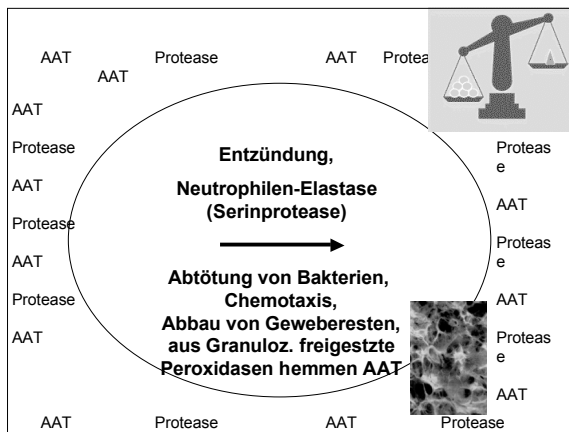 AAT Protease AAT Protea
AAT
AAT
Protease
AAT
Protease
AAT
Protease
AAT
Entzündung,
Neutrophilen-Elastase
(Serinprotease)
Abtötung von Bakterien,
Chemotaxis,
Abbau von Geweberesten,
aus Granuloz. freigestzte
Peroxidasen hemmen AAT
Proteas
e
AAT
Proteas
e
AAT
Proteas
e
AAT
AAT Protease AAT Protease